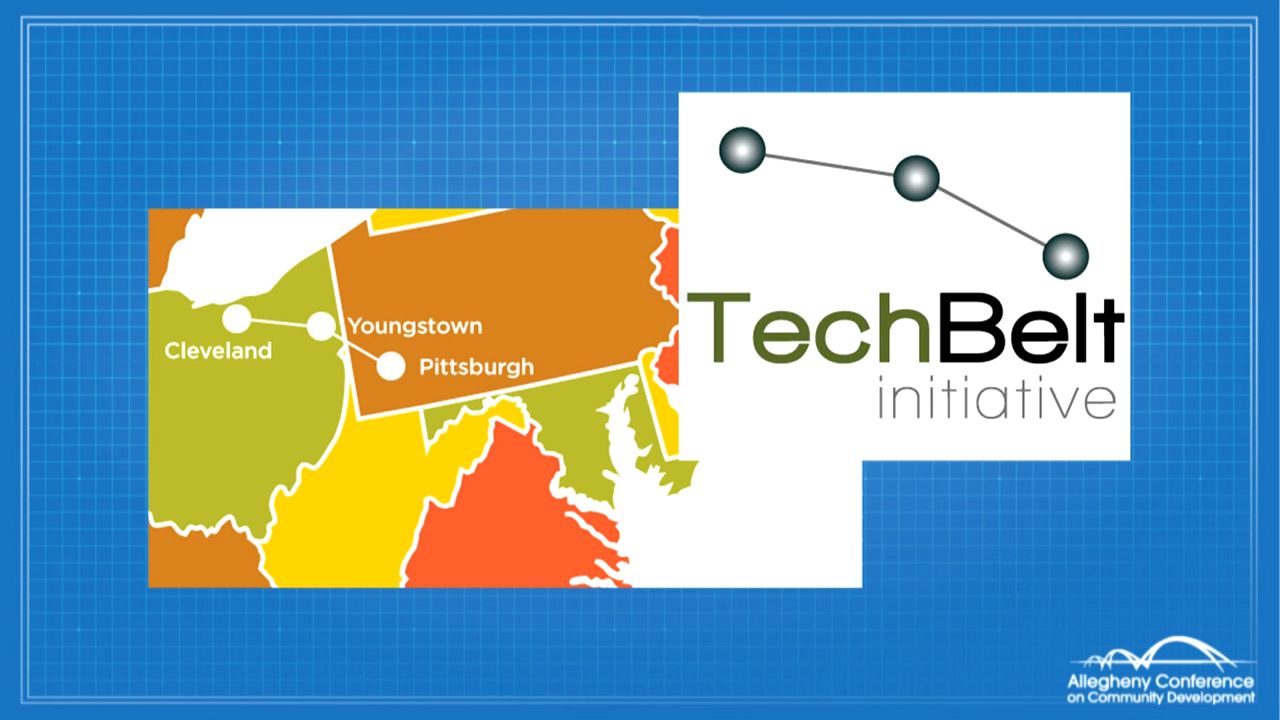 Cleveland
Youngstown
Pittsburgh
TechBelt
initiative
Allegheny Conference
on Community Development